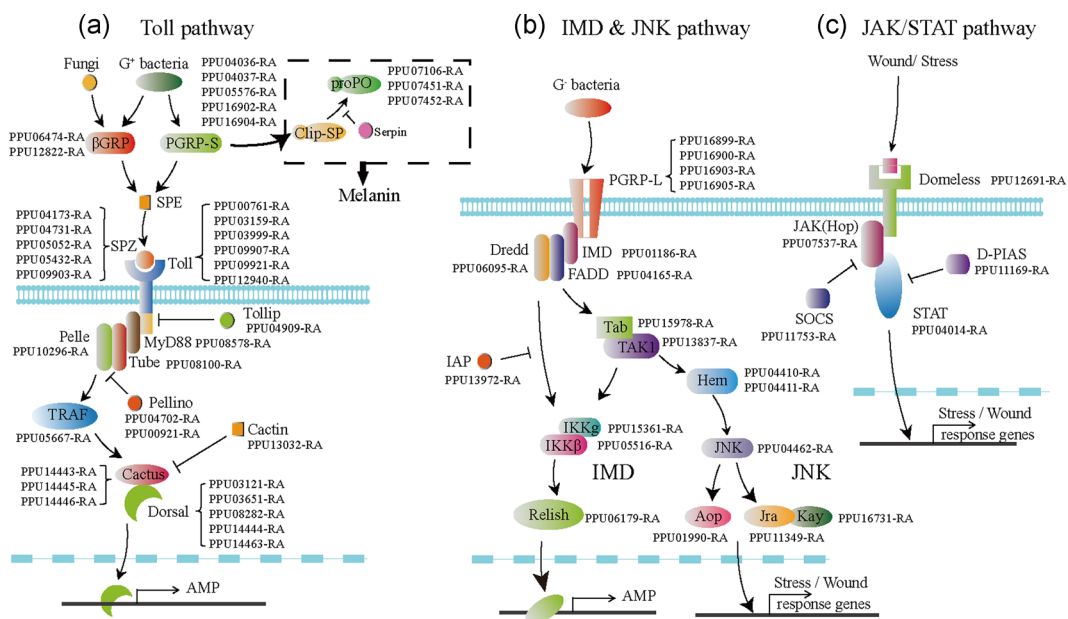 (a) Toll pathway
Fungi
G+ bacteria
PPU04036-RA
PPU04037-RA
PPU05576-RA
PPU16902-RA
PPU16904-RA
proPO
PPU07106-RA
PPU07451-RA
PPU07452-RA
Clip-SP
Serpin
PPU06474-RA
PPU12822-RA
βGRP
PGRP-S
Melanin
SPE
PPU04173-RA
PPU04731-RA
PPU05052-RA
PPU05432-RA
PPU09903-RA
SPZ
Toll
PPU00761-RA
PPU03159-RA
PPU03999-RA
PPU09907-RA
PPU09921-RA
PPU12940-RA
Tollip
PPU04909-RA
Pelle
PPU10296-RA
MyD88 PPU08578-RA
Tube
PPU08100-RA
Pellino
PPU04702-RA
PPU00921-RA
TRAF
PPU05667-RA
Cactin
PPU13032-RA
PPU14443-RA
PPU14445-RA
PPU14446-RA
Cactus
Dorsal
PPU03121-RA
PPU03651-RA
PPU08282-RA
PPU14444-RA
PPU14463-RA
AMP
(b) IMD & JNK pathway
G- bacteria
PGRP-L
PPU16899-RA
PPU16900-RA
PPU16903-RA
PPU16905-RA
Dredd
PPU06095-RA
IMD PPU01186-RA
FADD PPU04165-RA
Tab PPU15978-RA
TAK1 PPU13837-RA
IAP
PPU13972-RA
Hem
PPU04410-RA
PPU04411-RA
IKKg PPU15361-RA
IKKβ PPU05516-RA
IMD
JNK PPU04462-RA
JNK
Relish PPU06179-RA
Aop
PPU01990-RA
Jra
Kay PPU16731-RA
PPU11349-RA
AMP
Stress / Wound
response genes
(c) JAK/STAT pathway
Wound/ Stress
Domeless PPU12691-RA
JAK(Hop)
PPU07537-RA
D-PIAS
PPU11169-RA
SOCS
PPU11753-RA
STAT
PPU04014-RA
Stress / Wound
response genes